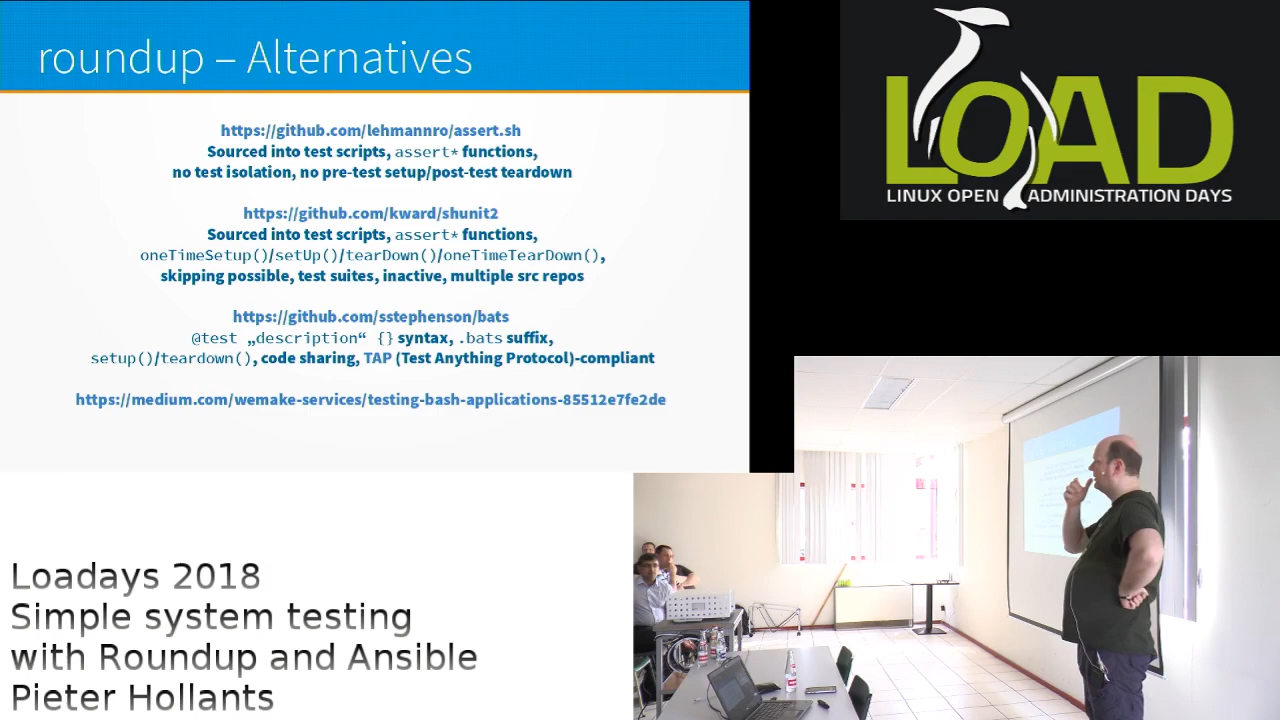 roundup – Alternatives
https://github.com/lehmannro/assert.sh
Sourced into test scripts, assert* functions,
no test isolation, no pre-test setup/post-test teardown
https://github.com/kward/shunit2
Sourced into test scripts, assert* functions,
oneTimeSetup()/setUp()/tearDown()/oneTimeTearDown(),
skipping possible, test suites, inactive, multiple src repos
https://github.com/sstephenson/bats
@test „description“ {} syntax, .bats suffix,
setup()/teardown(), code sharing, TAP (Test Anything Protocol)-compliant
https://medium.com/wemake-services/testing-bash-applications-85512e7fe2de
LOAD
LINUX OPEN ADMINISTRATION DAYS
Loadays 2018
Simple system testing
with Roundup and Ansible
Pieter Hollants